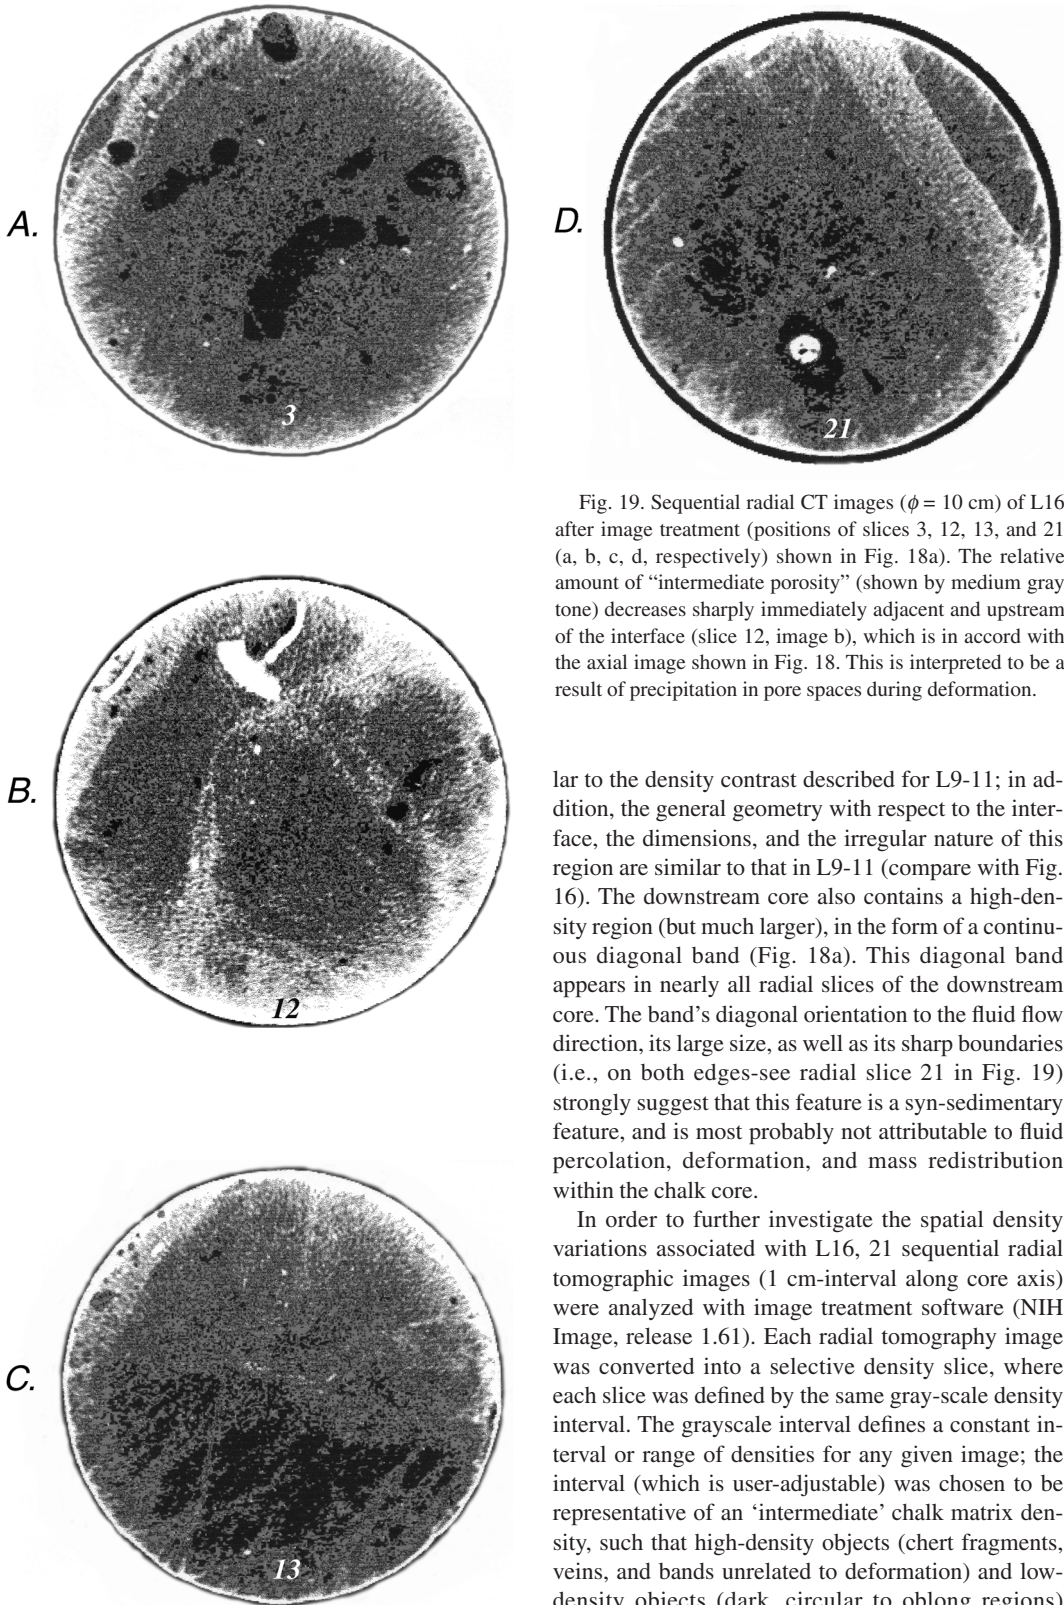 A.
3
D.
21
Fig. 19. Sequential radial CT images (ϕ = 10 cm) of L16
after image treatment (positions of slices 3, 12, 13, and 21
(a, b, c, d, respectively) shown in Fig. 18a). The relative
amount of “intermediate porosity” (shown by medium gray
tone) decreases sharply immediately adjacent and upstream
of the interface (slice 12, image b), which is in accord with
the axial image shown in Fig. 18. This is interpreted to be a
result of precipitation in pore spaces during deformation.
B.
12
C.
13
lar to the density contrast described for L9-11; in ad-
dition, the general geometry with respect to the inter-
face, the dimensions, and the irregular nature of this
region are similar to that in L9-11 (compare with Fig.
16). The downstream core also contains a high-den-
sity region (but much larger), in the form of a continu-
ous diagonal band (Fig. 18a). This diagonal band
appears in nearly all radial slices of the downstream
core. The band’s diagonal orientation to the fluid flow
direction, its large size, as well as its sharp boundaries
(i.e., on both edges-see radial slice 21 in Fig. 19)
strongly suggest that this feature is a syn-sedimentary
feature, and is most probably not attributable to fluid
percolation, deformation, and mass redistribution
within the chalk core.
In order to further investigate the spatial density
variations associated with L16, 21 sequential radial
tomographic images (1 cm-interval along core axis)
were analyzed with image treatment software (NIH
Image, release 1.61). Each radial tomography image
was converted into a selective density slice, where
each slice was defined by the same gray-scale density
interval. The grayscale interval defines a constant in-
terval or range of densities for any given image; the
interval (which is user-adjustable) was chosen to be
representative of an ‘intermediate’ chalk matrix den-
sity, such that high-density objects (chert fragments,
veins, and bands unrelated to deformation) and low-
density objects (dark, circular to oblong regions)